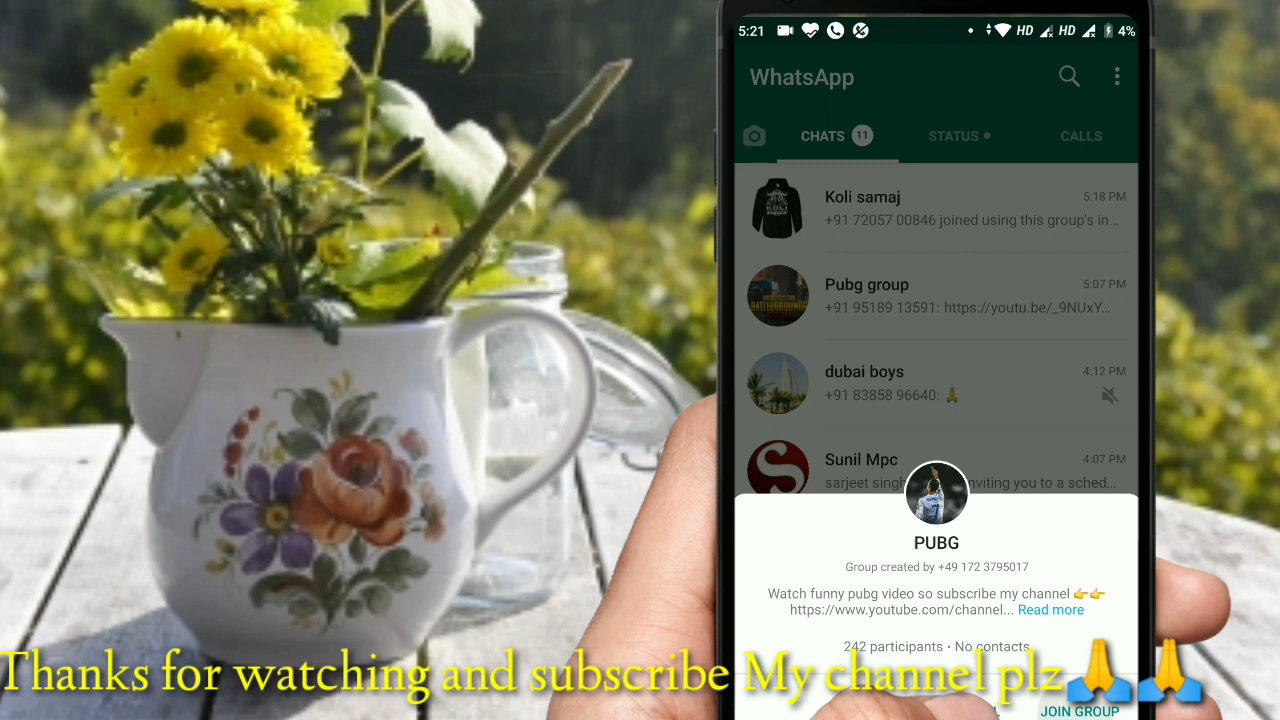 5:21
HD
HD
4%
WhatsApp
CHATS 11
STATUS
CALLS
KOLI
Koli samaj
5:18 PM
+91 72057 00846 joined using this group's in...
Pubg group
5:07 PM
+91 95189 13591: https://youtu.be/_9NUxY...
BATTLEGROUNDS
dubai boys
4:12 PM
+91 83858 96640: 🙏
Sunil Mpc
4:07 PM
sarjeet singh nviting you to a sched...
7
PUBG
Group created by +49 172 3795017
Watch funny pubg video so subscribe my channel 👉👉
https://www.youtube.com/channel... Read more
242 participants • No contacts
Thanks for watching and subscribe My channel plz🙏🙏
JOIN GROUP